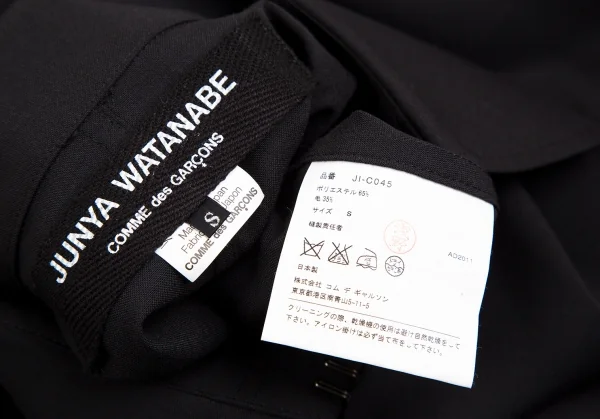 JUNYA WATANABE
COMME des GARÇONS
Made Japan
Fabric Japan
COMME des GARÇONS
S
品番 JI-C045
ポリエステル 65%
毛 35%
サイズ S
縫製責任者
AD2011
日本製
株式会社 コム デ ギャルソン
東京都港区南青山5-11-5
クリーニングの際、乾燥機の使用は避け自然乾燥をして
下さい。アイロン掛けは必ず当て布をして下さい。